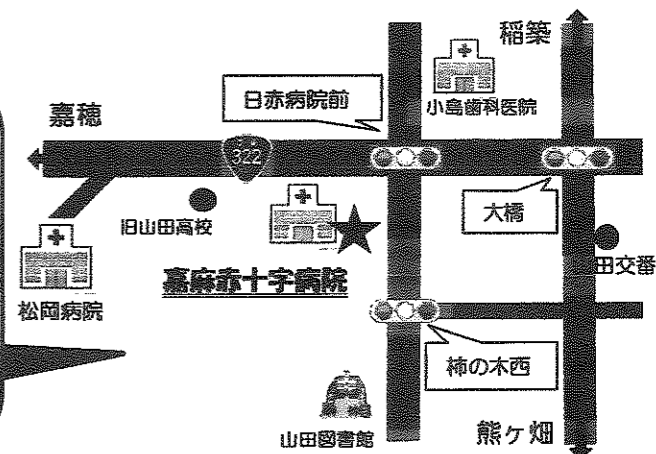 稲築
日赤病院前
小島歯科医院
嘉穂
322
大橋
旧山田高校
田交番
嘉麻赤十字病院
松岡病院
柿の木西
山田図書館
熊ヶ畑